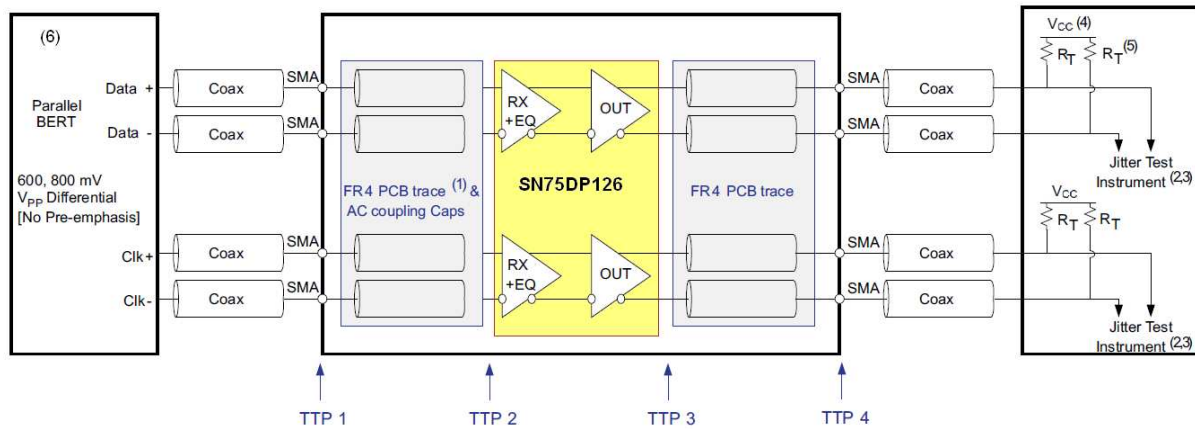 (6)
Parallel
BERT
600, 800 mV
VPP Differential
[No Pre-emphasis]
Data +
Data -
Clk+
Clk-
Coax
Coax
Coax
Coax
SMA
SMA
SMA
SMA
FR4 PCB trace (1) &
AC coupling Caps
RX
+EQ
OUT
SN75DP126
RX
+EQ
OUT
FR4 PCB trace
SMA
SMA
SMA
SMA
Coax
Coax
Coax
Coax
VCC (4)
RT
RT(5)
Jitter Test
Instrument (2,3)
VCC
RT
RT
Jitter Test
Instrument (2,3)
TTP 1
TTP 2
TTP 3
TTP 4